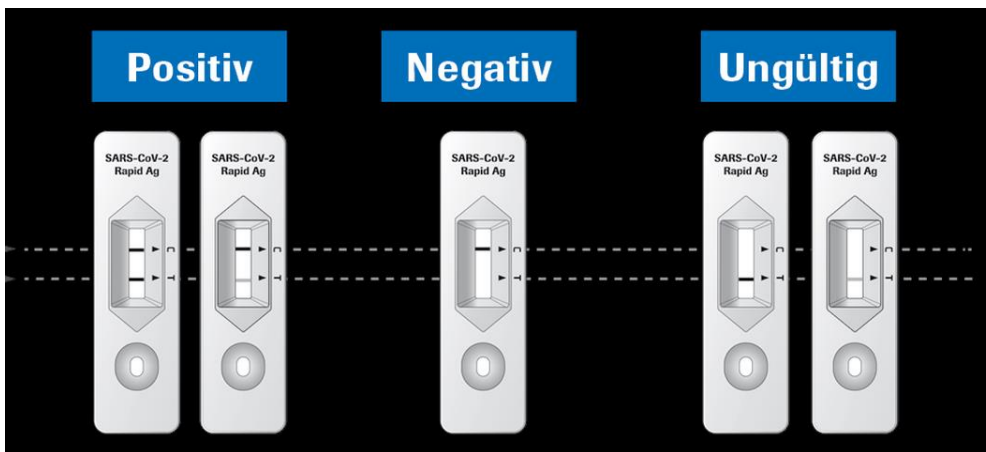 Positiv
Negativ
Ungültig
SARS-CoV-2
Rapid Ag
SARS-CoV-2
Rapid Ag
SARS-CoV-2
Rapid Ag
SARS-CoV-2
Rapid Ag
SARS-CoV-2
Rapid Ag
C
T
C
T
C
T
C
T
C
T